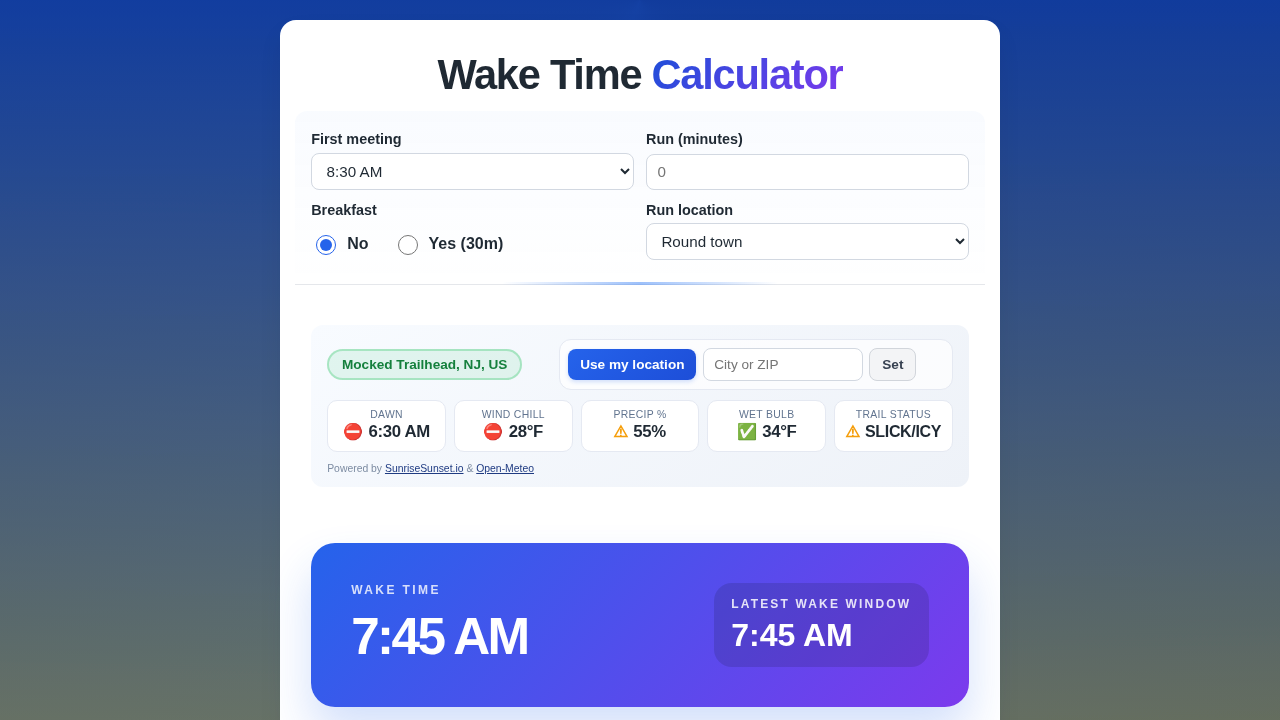 Wake Time Calculator
First meeting
8:30 AM
Run (minutes)
0
Breakfast
No
Yes (30m)
Run location
Round town
Mocked Trailhead, NJ, US
Use my location
City or ZIP
Set
DAWN
⛔ 6:30 AM
WIND CHILL
⛔ 28°F
PRECIP %
⚠ 55%
WET BULB
✅ 34°F
TRAIL STATUS
⚠ SLICK/ICY
Powered by SunriseSunset.io & Open-Meteo
WAKE TIME
7:45 AM
LATEST WAKE WINDOW
7:45 AM